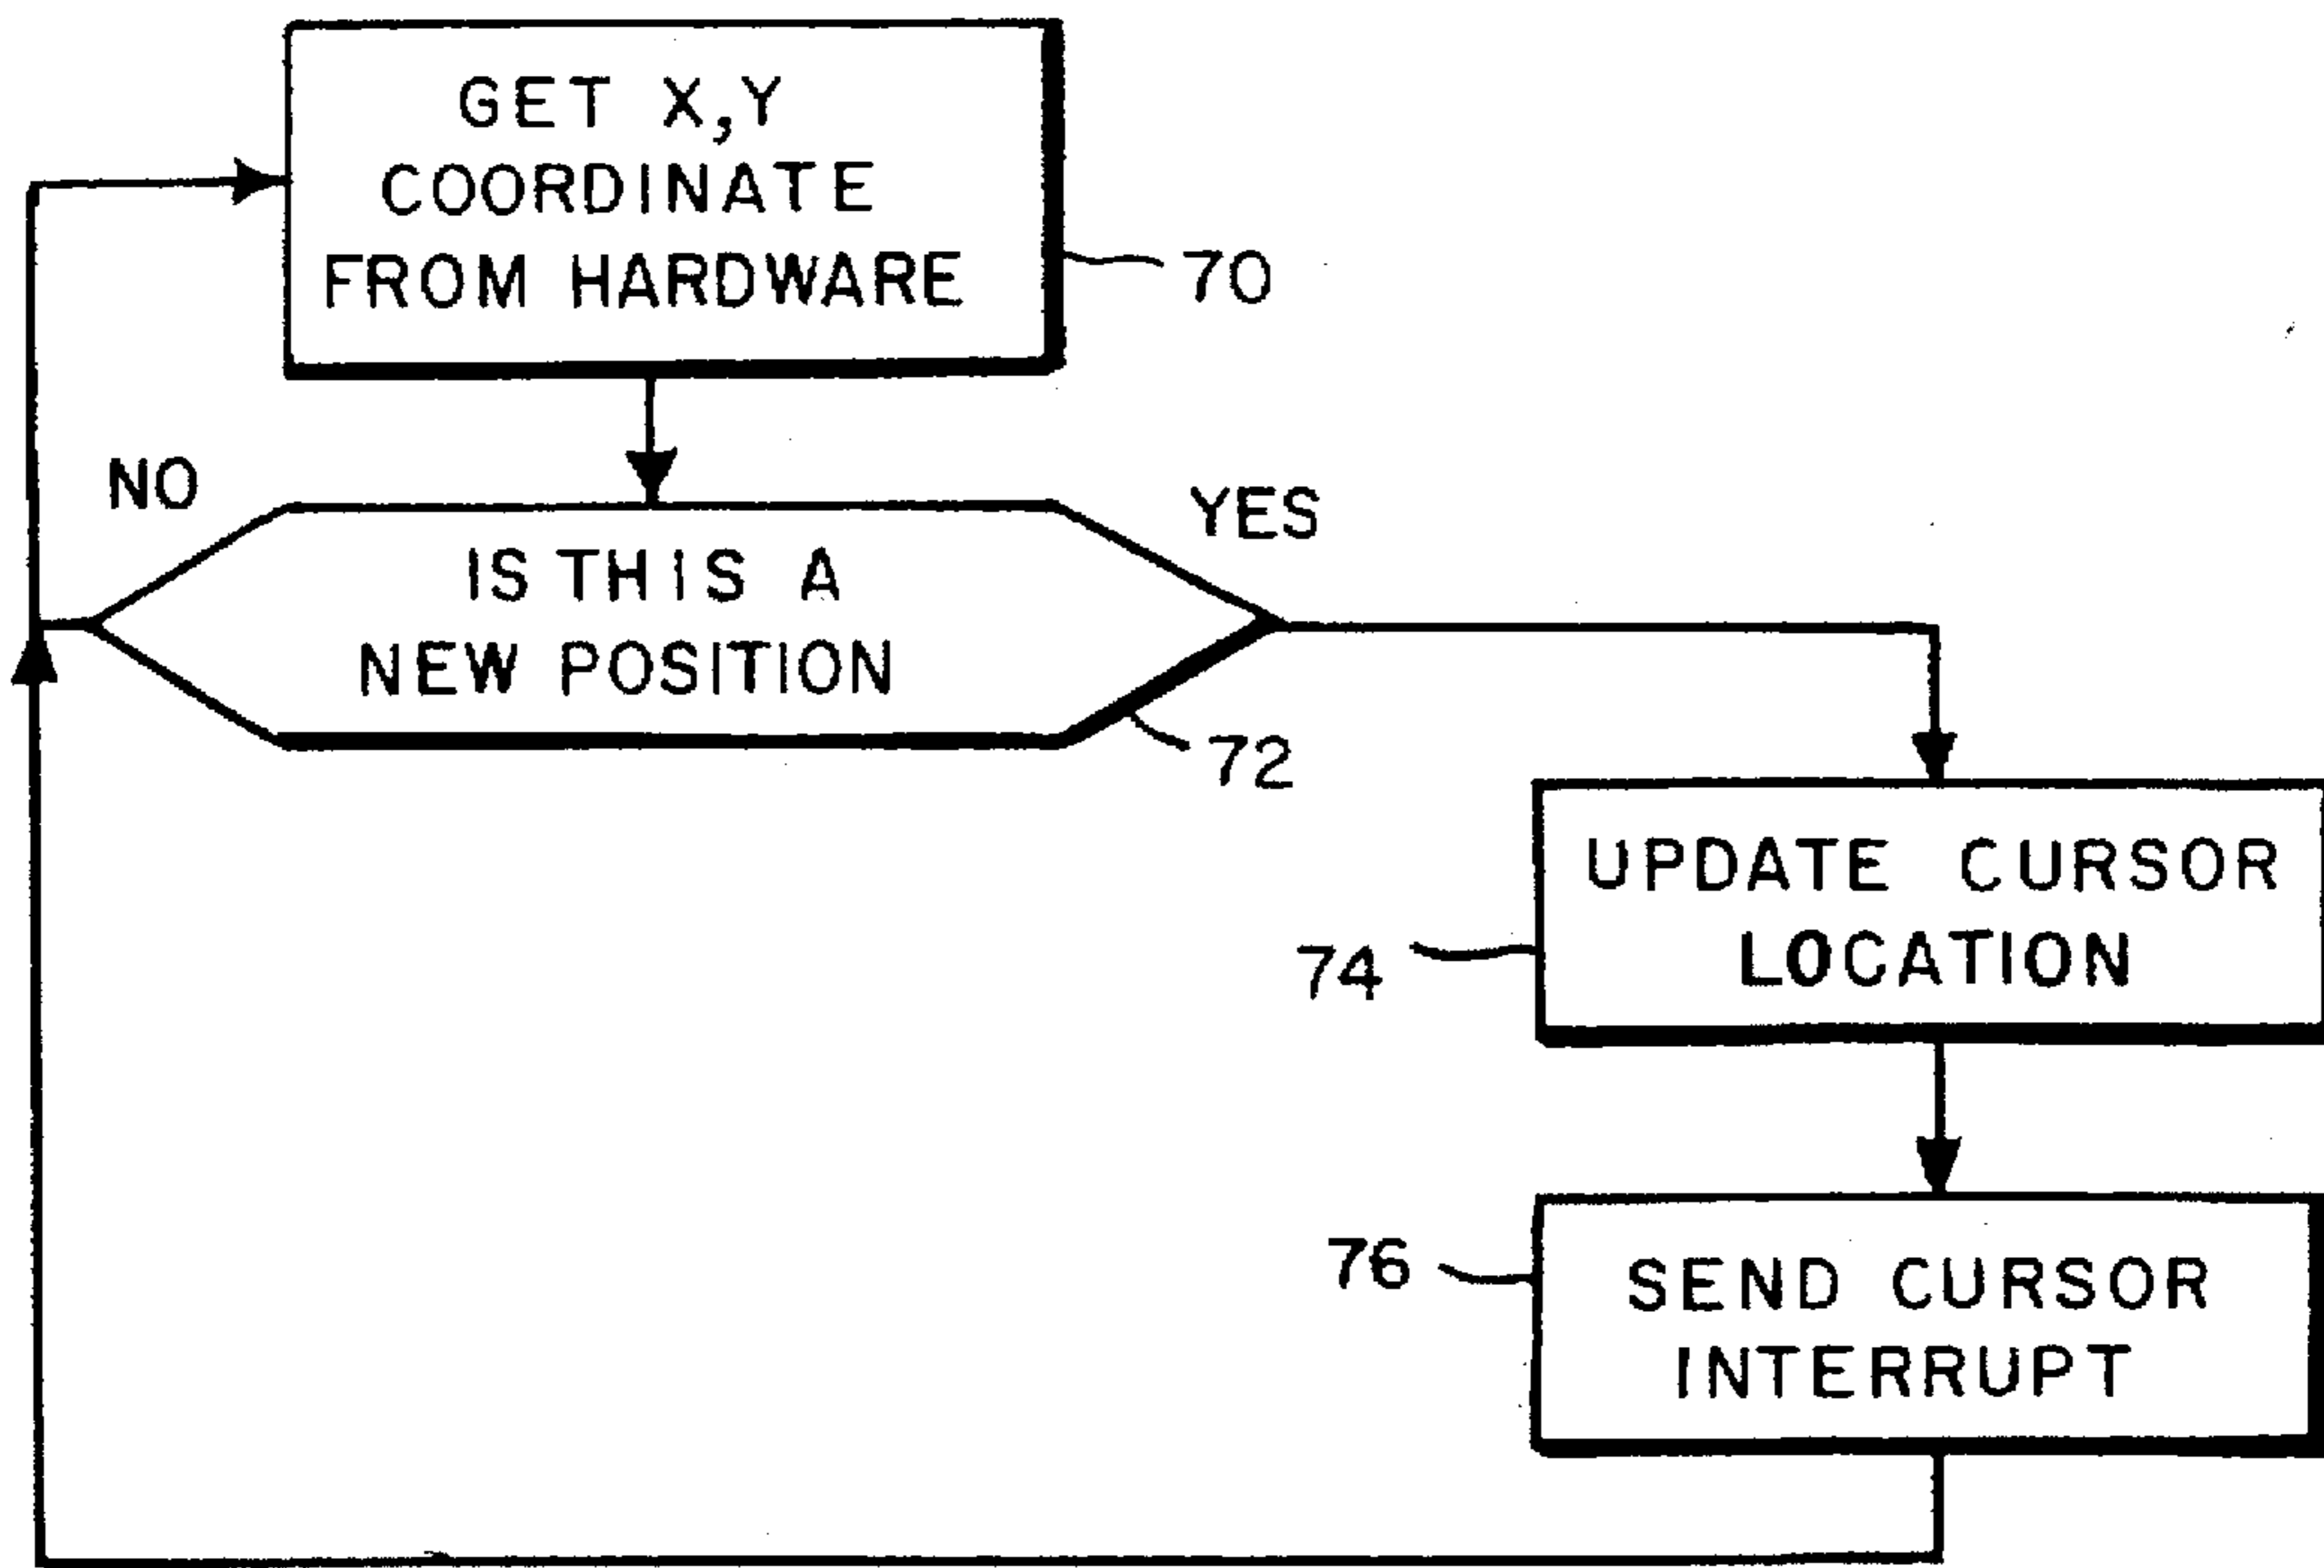 GET X,Y
COORDINATE
FROM HARDWARE
70
NO
YES
IS THIS A
NEW POSITION
72
UPDATE CURSOR
LOCATION
74
76
SEND CURSOR
INTERRUPT